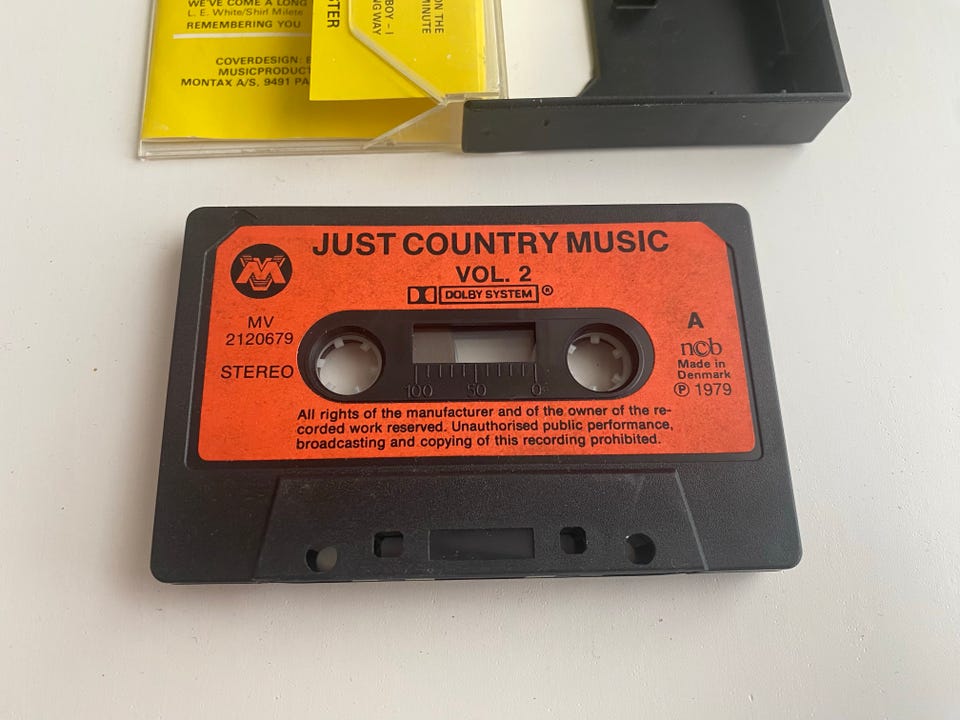 WE'VE COME A LONG
L. E. White/Shirl Milete
REMEMBERING YOU
COVERDESIGN:
MUSICPRODUCT
MONTAX A/S, 9491 PA
STER
BOY – I
NG WAY
ON THE
MINUTE
M
JUST COUNTRY MUSIC
VOL. 2
DOLBY SYSTEM ®
MV
2120679
STEREO
A
ncb
Made in
Denmark
Ⓟ 1979
100 50 0
All rights of the manufacturer and of the owner of the re-
corded work reserved. Unauthorised public performance,
broadcasting and copying of this recording prohibited.